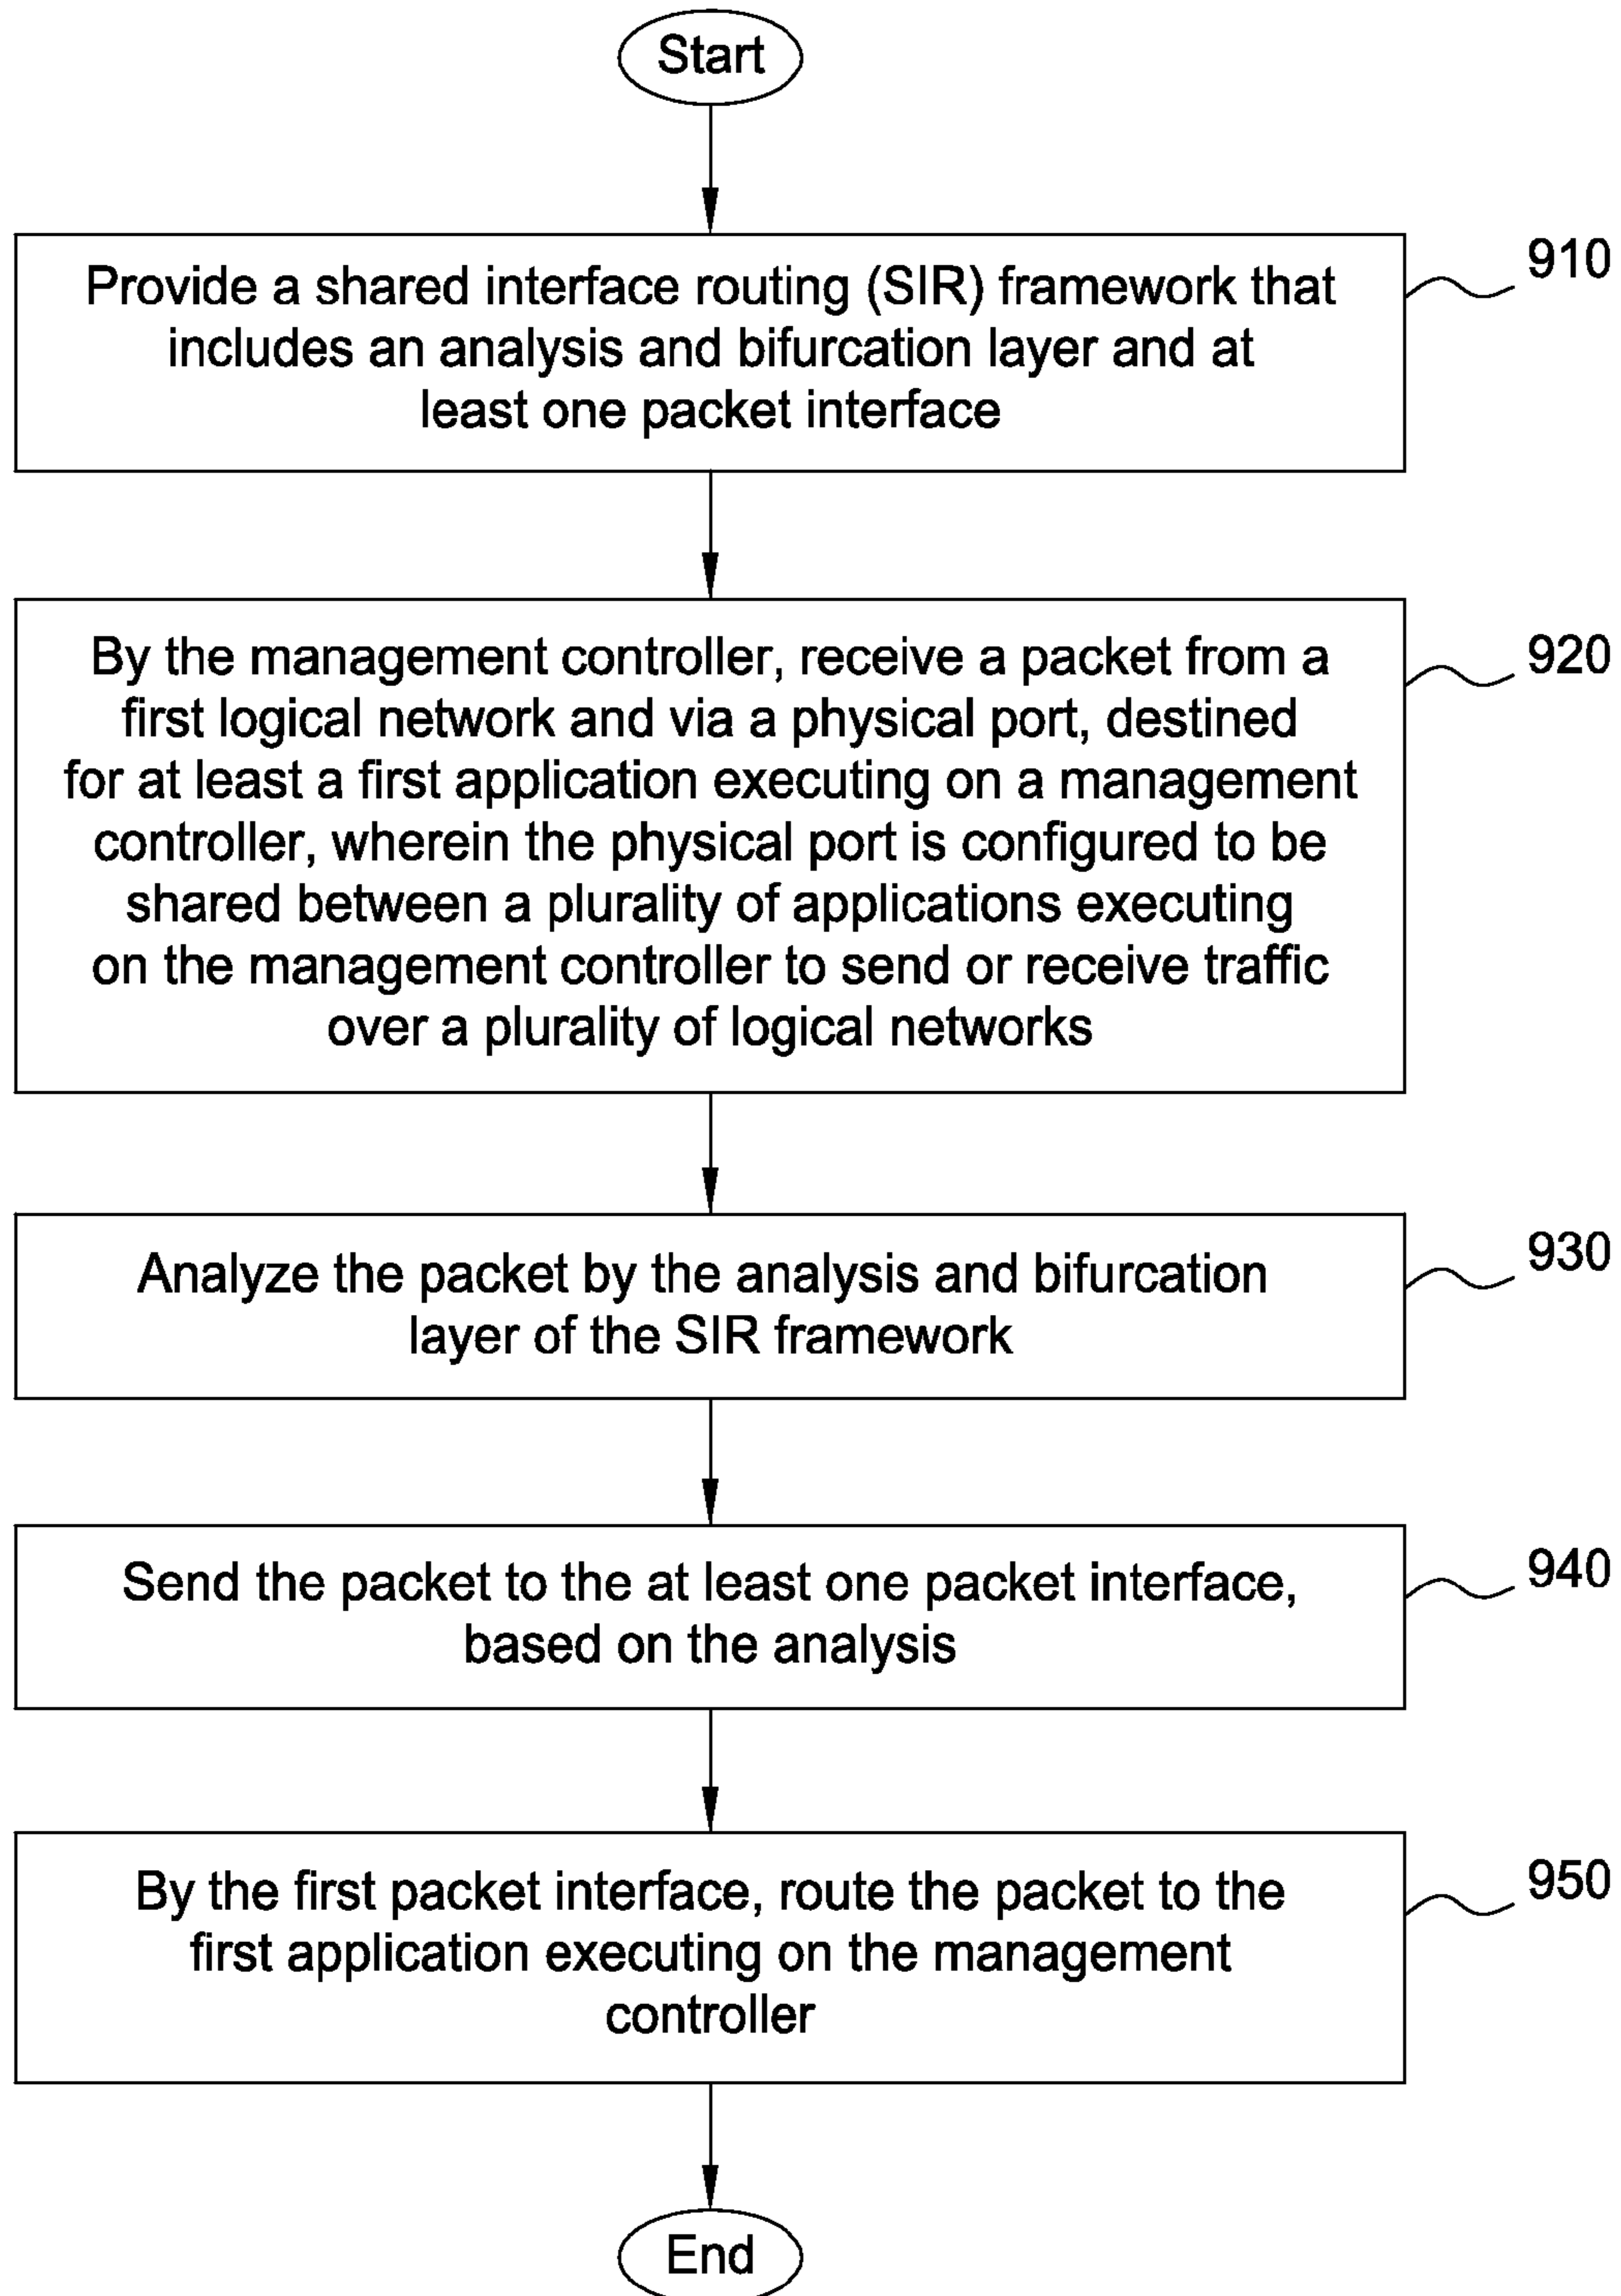 Start
Provide a shared interface routing (SIR) framework that
includes an analysis and bifurcation layer and at
least one packet interface
910
By the management controller, receive a packet from a
first logical network and via a physical port, destined
for at least a first application executing on a management
controller, wherein the physical port is configured to be
shared between a plurality of applications executing
on the management controller to send or receive traffic
over a plurality of logical networks
920
Analyze the packet by the analysis and bifurcation
layer of the SIR framework
930
Send the packet to the at least one packet interface,
based on the analysis
940
By the first packet interface, route the packet to the
first application executing on the management
controller
950
End